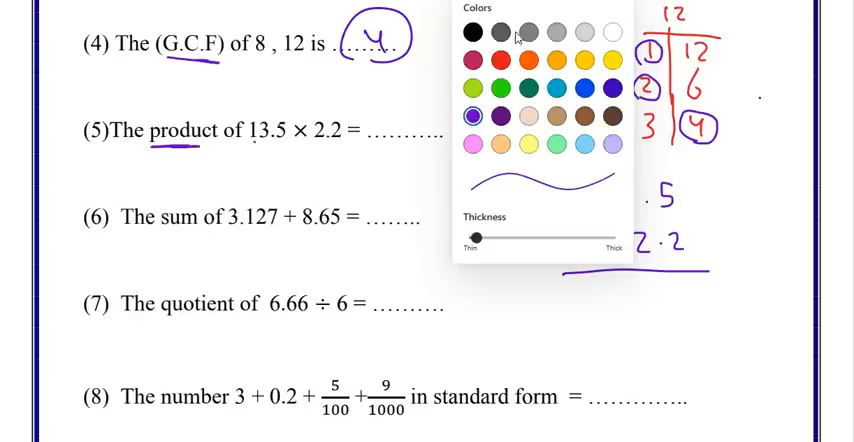 Colors
12
(4) The (G.C.F) of 8 , 12 is ......... 4
1 12
2 6
3 4
(5)The product of 13.5 × 2.2 = ...........
. 5
2.2
(6) The sum of 3.127 + 8.65 = ........
Thickness
Thin Thick
(7) The quotient of 6.66 ÷ 6 = ..........
(8) The number 3 + 0.2 + 5/100 + 9/1000 in standard form = ..............